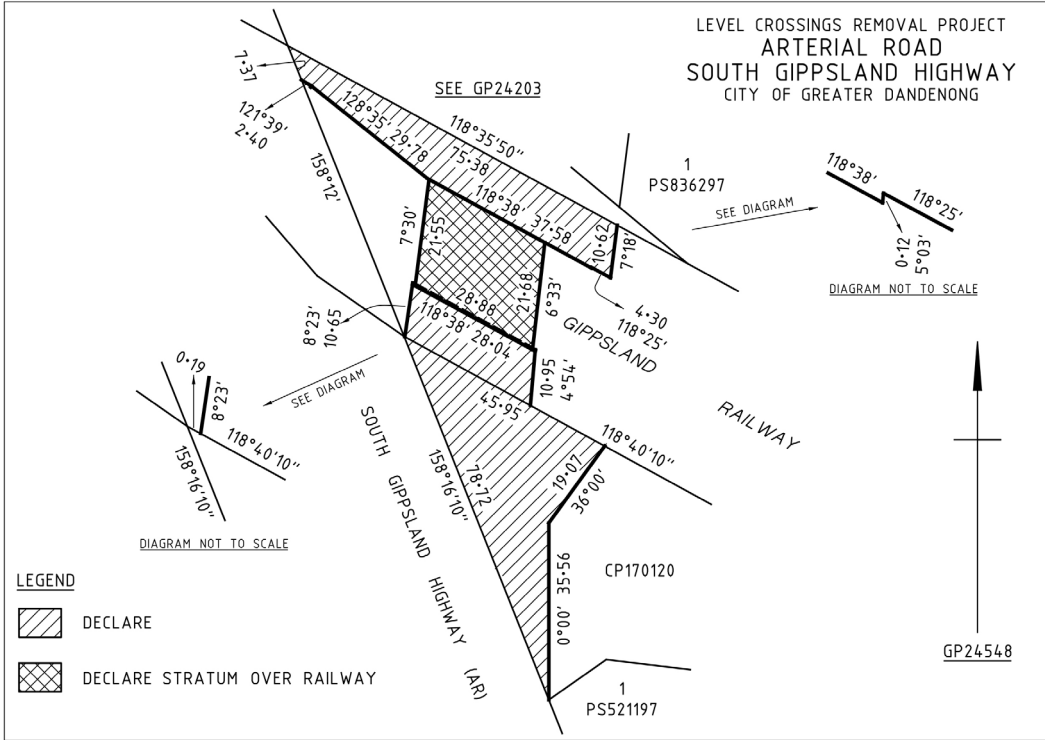 LEVEL CROSSINGS REMOVAL PROJECT
ARTERIAL ROAD
SOUTH GIPPSLAND HIGHWAY
CITY OF GREATER DANDENONG
SEE GP24203
7·37
121°39'
2·40
128°35' 29·78
118°35'50"
75·38
158°12'
1
PS836297
118°38'
118°25'
SEE DIAGRAM
0·12
5°03'
DIAGRAM NOT TO SCALE
118°38' 37·58
10·62
7°18'
7°30'
21·55
21·68
6°33'
4·30
118°25'
28·88
118°38' 28·04
8°23'
10·65
GIPPSLAND
RAILWAY
10·95
4°54'
SEE DIAGRAM
0·19
8°23'
118°40'10"
158°16'10"
DIAGRAM NOT TO SCALE
45·95
118°40'10"
SOUTH GIPPSLAND HIGHWAY (AR)
78·72
158°16'10"
19·07
36°00'
0°00' 35·56
CP170120
1
PS521197
LEGEND
DECLARE
DECLARE STRATUM OVER RAILWAY
GP24548